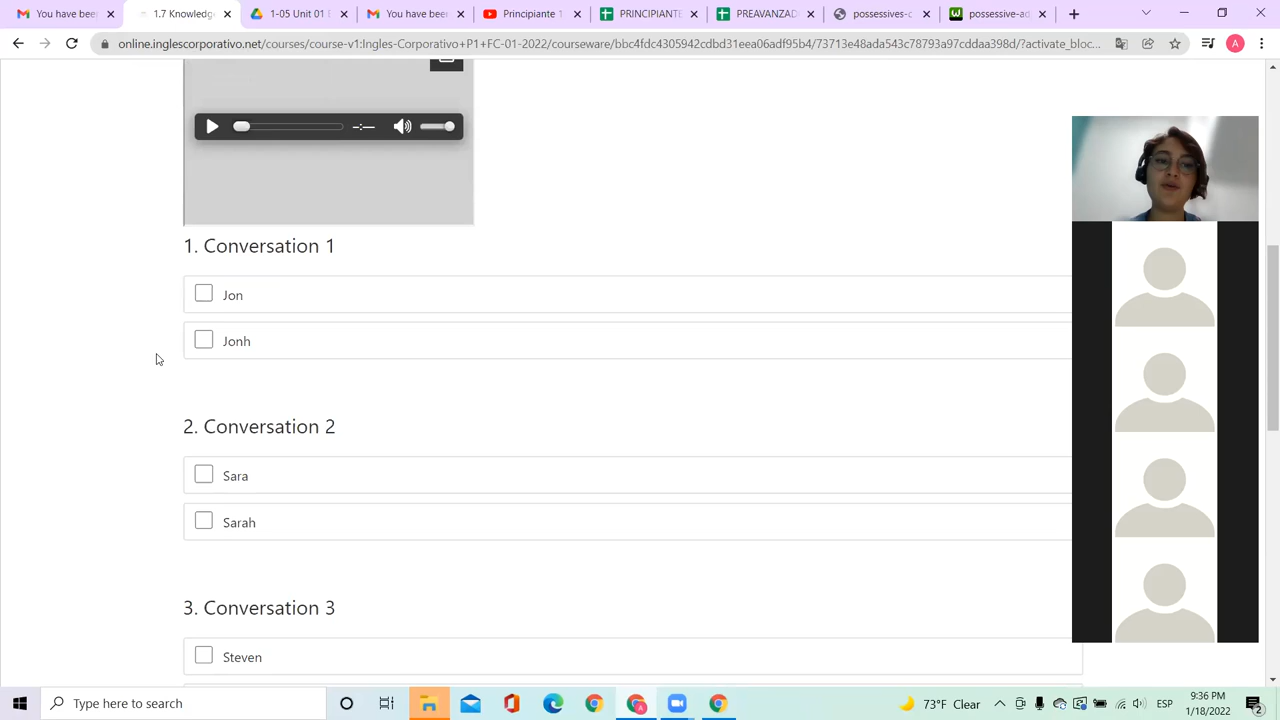 You have bee
1.7 Knowledg
1-05 Unit 01 D
You have bee
Principiante 1
PRINCIPIANTE
PREAVANZAD
possessives-c
possessive-ad
online.inglescorporativo.net/courses/course-v1:Ingles-Corporativo+P1+FC-01-2022/courseware/bbc4fdc4305942cdbd31eea06adf95b4/73713e48ada543c78793b97cddaa398d/?activate_bloc...
A
-:--
1. Conversation 1
Jon
Jonh
2. Conversation 2
Sara
Sarah
3. Conversation 3
Steven
Type here to search
73°F Clear
ESP
9:36 PM
1/18/2022
2